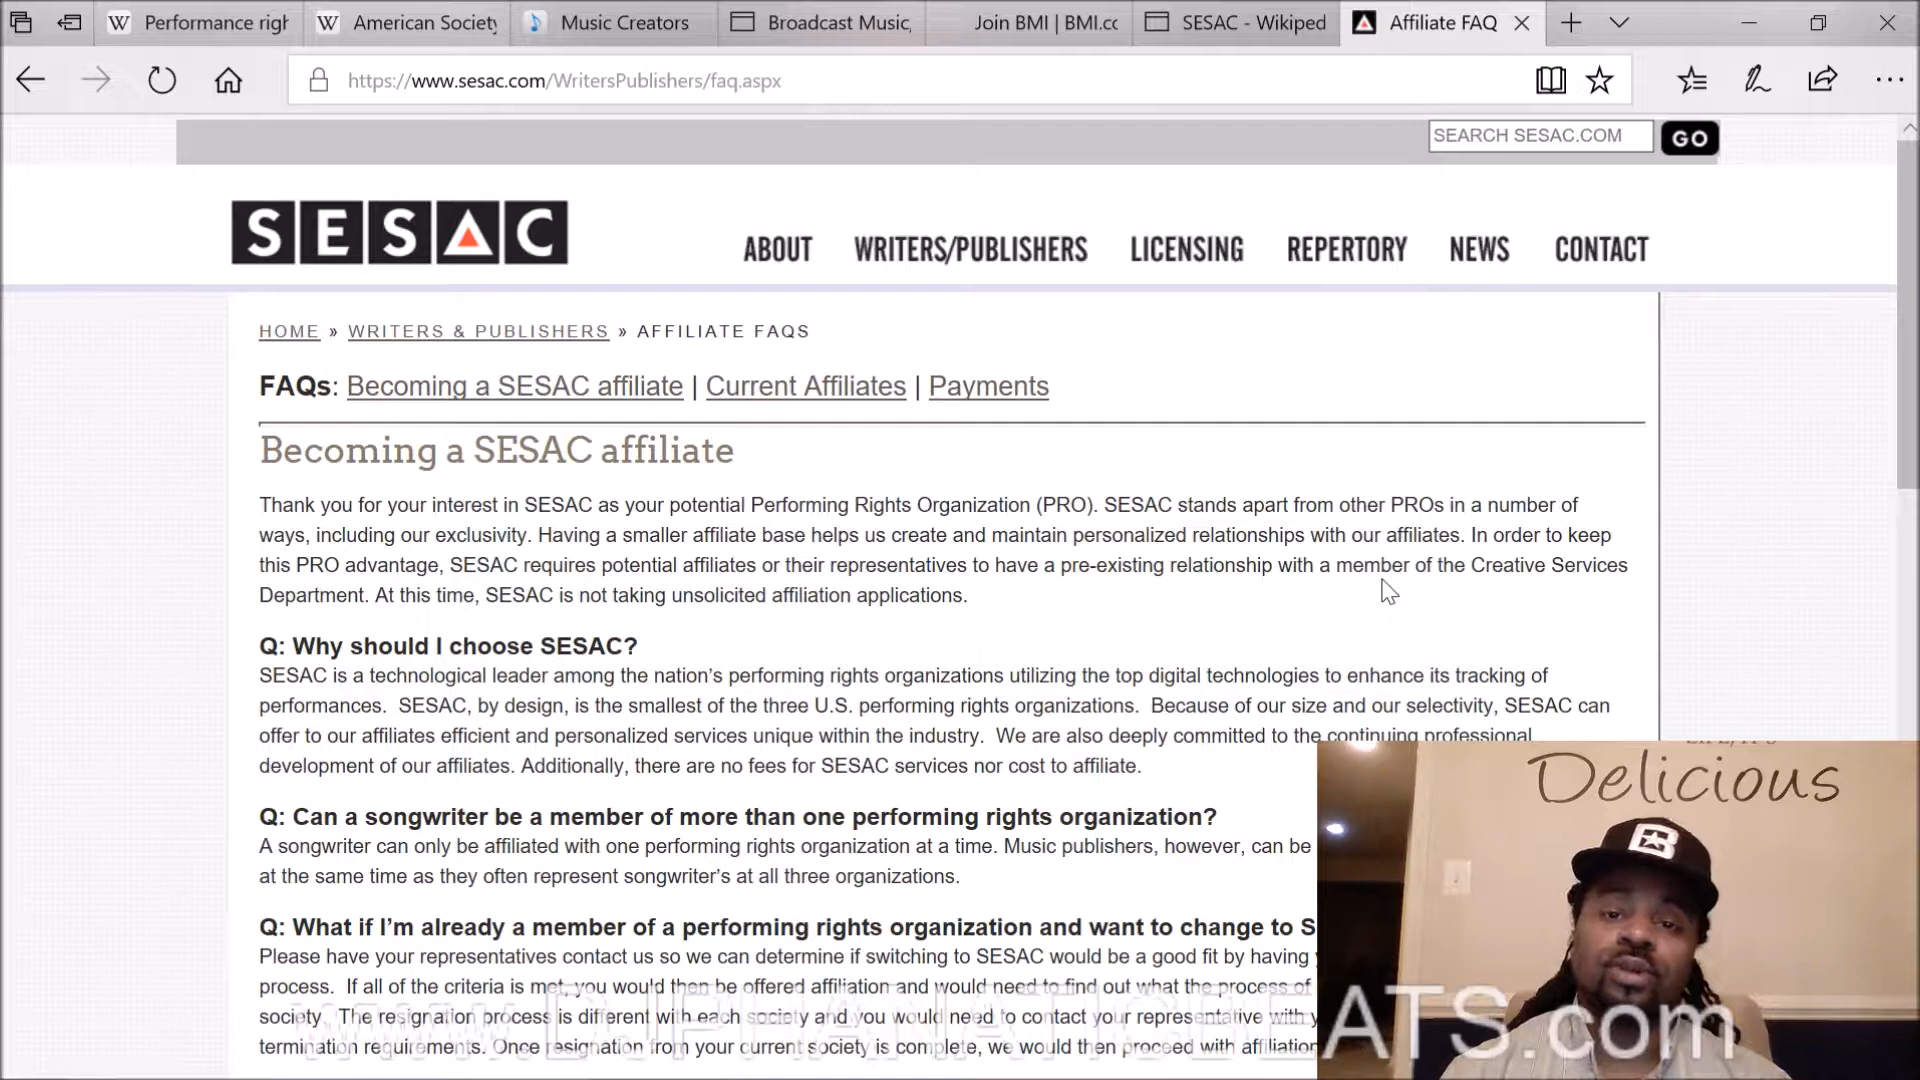 Performance righ
American Society
Music Creators
Broadcast Music,
Join BMI | BMI.cc
SESAC - Wikiped
Affiliate FAQ
https://www.sesac.com/WritersPublishers/faq.aspx
SEARCH SESAC.COM
GO
SESAC
ABOUT WRITERS/PUBLISHERS LICENSING REPERTORY NEWS CONTACT
HOME » WRITERS & PUBLISHERS » AFFILIATE FAQS
FAQs: Becoming a SESAC affiliate | Current Affiliates | Payments
Becoming a SESAC affiliate
Thank you for your interest in SESAC as your potential Performing Rights Organization (PRO). SESAC stands apart from other PROs in a number of
ways, including our exclusivity. Having a smaller affiliate base helps us create and maintain personalized relationships with our affiliates. In order to keep
this PRO advantage, SESAC requires potential affiliates or their representatives to have a pre-existing relationship with a member of the Creative Services
Department. At this time, SESAC is not taking unsolicited affiliation applications.
Q: Why should I choose SESAC?
SESAC is a technological leader among the nation's performing rights organizations utilizing the top digital technologies to enhance its tracking of
performances. SESAC, by design, is the smallest of the three U.S. performing rights organizations. Because of our size and our selectivity, SESAC can
offer to our affiliates efficient and personalized services unique within the industry. We are also deeply committed to the continuing professional
development of our affiliates. Additionally, there are no fees for SESAC services nor cost to affiliate.
Q: Can a songwriter be a member of more than one performing rights organization?
A songwriter can only be affiliated with one performing rights organization at a time. Music publishers, however, can be
at the same time as they often represent songwriter's at all three organizations.
Q: What if I'm already a member of a performing rights organization and want to change to S
Please have your representatives contact us so we can determine if switching to SESAC would be a good fit by having
process. If all of the criteria is met, you would then be offered affiliation and would need to find out what the process of
society. The resignation process is different with each society and you would need to contact your representative with
termination requirements. Once resignation from your current society is complete, we would then proceed with affiliation
Delicious
B
www.DJPHANATICBEATS.com